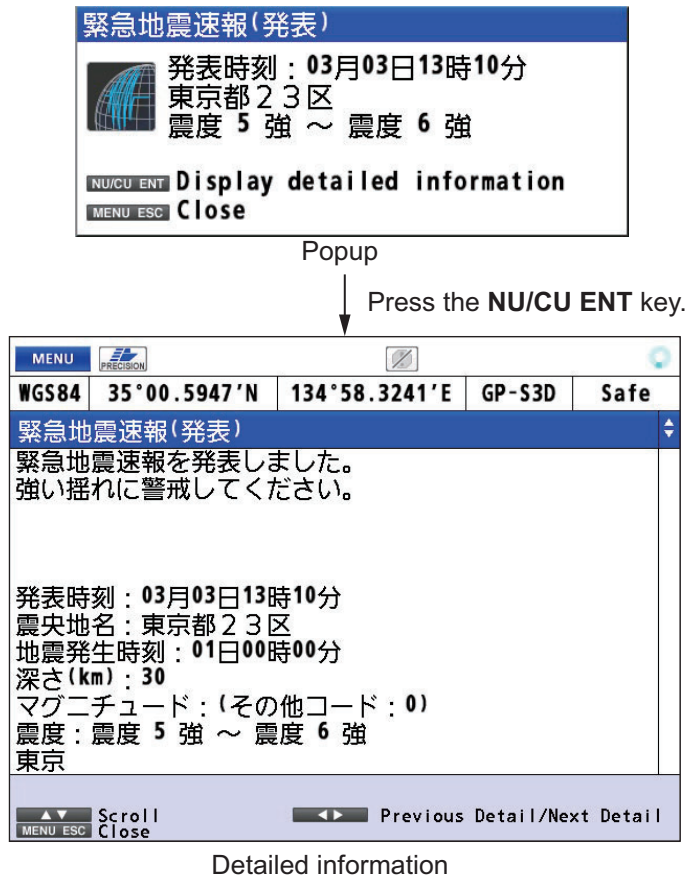 緊急地震速報(発表)
発表時刻：03月03日13時10分
東京都２３区
震度 5 強 ～ 震度 6 強
NU/CU ENT Display detailed information
MENU ESC Close
Popup
Press the NU/CU ENT key.
MENU PRECISION
WGS84 35°00.5947'N 134°58.3241'E GP-S3D Safe
緊急地震速報(発表)
緊急地震速報を発表しました。
強い揺れに警戒してください。
発表時刻：03月03日13時10分
震央地名：東京都２３区
地震発生時刻：01日00時00分
深さ(km)：30
マグニチュード：(その他コード：0)
震度：震度 5 強 ～ 震度 6 強
東京
▲▼ Scroll ◀▶ Previous Detail/Next Detail
MENU ESC Close
Detailed information